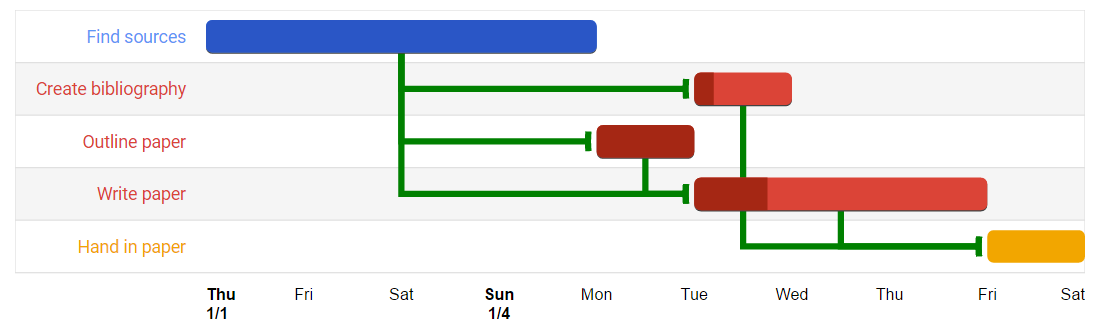 Find sources
Create bibliography
Outline paper
Write paper
Hand in paper
Thu Fri Sat Sun Mon Tue Wed Thu Fri Sat
1/1 1/4